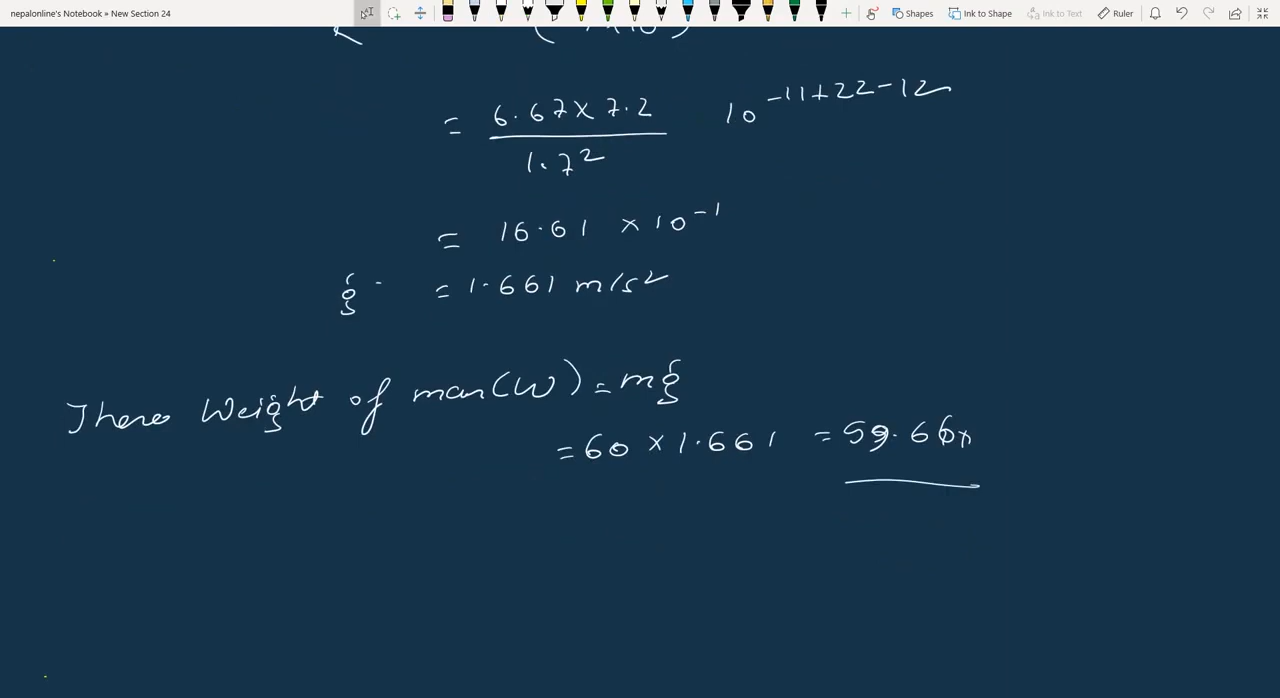 nepalonline's Notebook » New Section 24
Shapes Ink to Shape Ink to Text Ruler
= 6.67 × 7.2 / 1.7² 10^-11+22-12
= 16.61 × 10^-1
g = 1.661 m/s²
There Weight of man (W) = mg
= 60 × 1.661 = 59.66